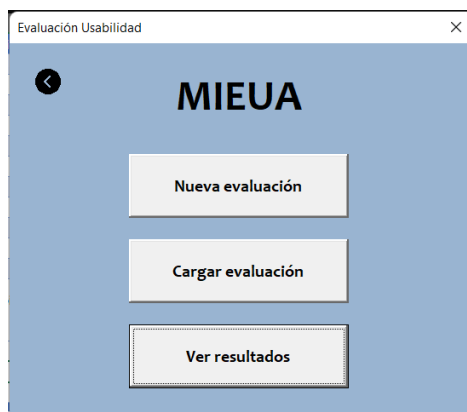 Evaluación Usabilidad
MIEUA
Nueva evaluación
Cargar evaluación
Ver resultados